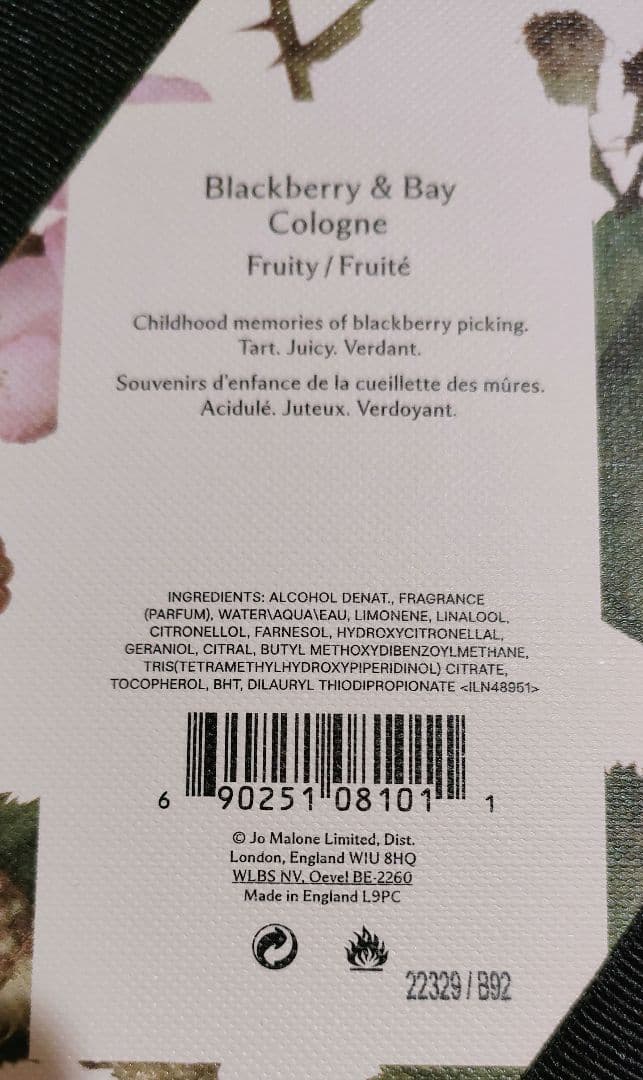 Blackberry & Bay
Cologne
Fruity / Fruité
Childhood memories of blackberry picking.
Tart. Juicy. Verdant.
Souvenirs d'enfance de la cueillette des mûres.
Acidulé. Juteux. Verdoyant.
INGREDIENTS: ALCOHOL DENAT., FRAGRANCE
(PARFUM), WATER\AQUA\EAU, LIMONENE, LINALOOL,
CITRONELLOL, FARNESOL, HYDROXYCITRONELLAL,
GERANIOL, CITRAL, BUTYL METHOXYDIBENZOYLMETHANE,
TRIS(TETRAMETHYLHYDROXYPIPERIDINOL) CITRATE,
TOCOPHEROL, BHT, DILAURYL THIODIPROPIONATE <ILN48951>
6 90251 08101 1
© Jo Malone Limited, Dist.
London, England W1U 8HQ
WLBS NV, Oevel BE-2260
Made in England L9PC
22329 / B92